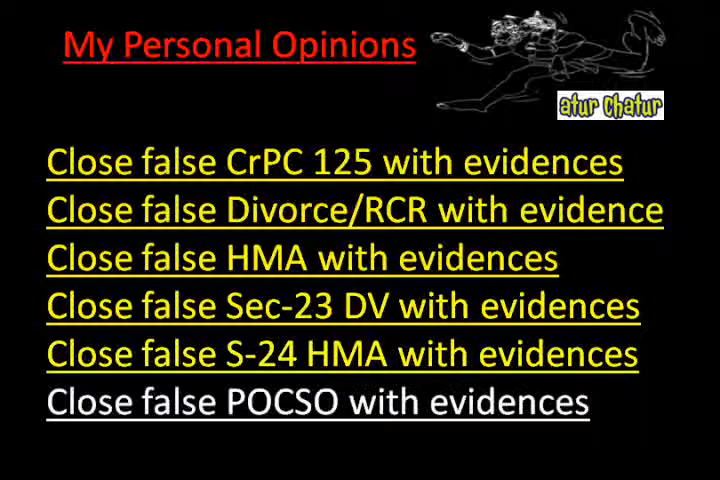 My Personal Opinions
atur Chatur
Close false CrPC 125 with evidences
Close false Divorce/RCR with evidence
Close false HMA with evidences
Close false Sec-23 DV with evidences
Close false S-24 HMA with evidences
Close false POCSO with evidences